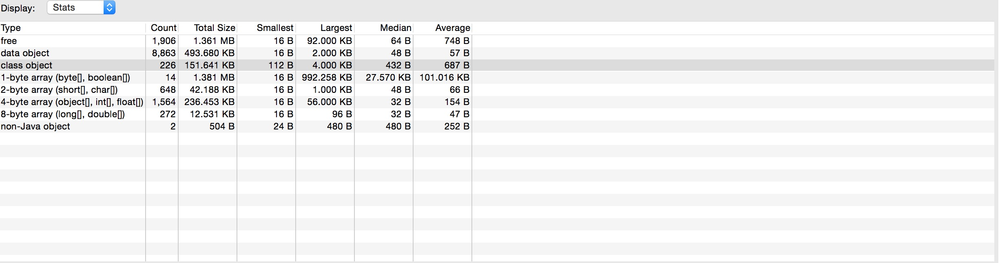 Display: Stats
Type Count Total Size Smallest Largest Median Average
free 1,906 1.361 MB 16 B 92.000 KB 64 B 748 B
data object 8,863 493.680 KB 16 B 2.000 KB 48 B 57 B
class object 226 151.641 KB 112 B 4.000 KB 432 B 687 B
1-byte array (byte[], boolean[]) 14 1.381 MB 16 B 992.258 KB 27.570 KB 101.016 KB
2-byte array (short[], char[]) 648 42.188 KB 16 B 1.000 KB 48 B 66 B
4-byte array (object[], int[], float[]) 1,564 236.453 KB 16 B 56.000 KB 32 B 154 B
8-byte array (long[], double[]) 272 12.531 KB 16 B 96 B 32 B 47 B
non-Java object 2 504 B 24 B 480 B 480 B 252 B